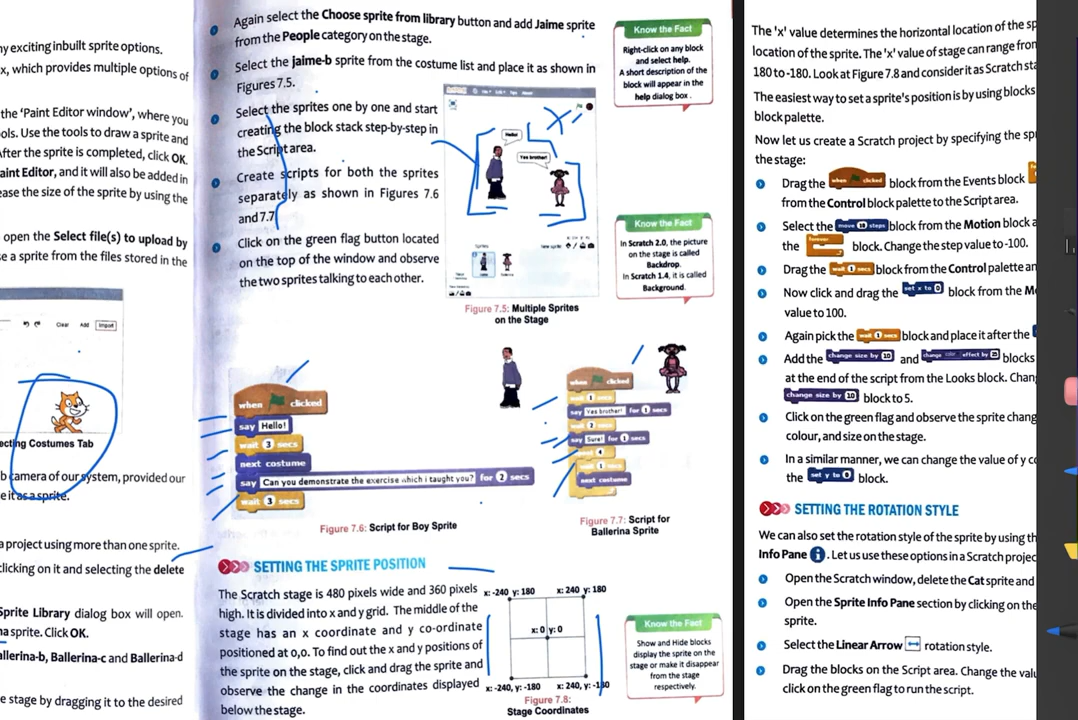 ny exciting inbuilt sprite options.
x, which provides multiple options of
the 'Paint Editor window', where you
ols. Use the tools to draw a sprite and
After the sprite is completed, click OK.
aint Editor, and it will also be added in
ease the size of the sprite by using the
open the Select file(s) to upload by
se a sprite from the files stored in the
Clear Add Import
ecting Costumes Tab
b camera of our system, provided our
e it as a sprite.
a project using more than one sprite.
licking on it and selecting the delete
Sprite Library dialog box will open.
na sprite. Click OK.
allerina-b, Ballerina-c and Ballerina-d
e stage by dragging it to the desired
Again select the Choose sprite from library button and add Jaime sprite
from the People category on the stage.
Select the jaime-b sprite from the costume list and place it as shown in
Figures 7.5.
Select the sprites one by one and start
creating the block stack step-by-step in
the Script area.
Create scripts for both the sprites
separately as shown in Figures 7.6
and 7.7.
Click on the green flag button located
on the top of the window and observe
the two sprites talking to each other.
Know the Fact
Right-click on any block
and select help.
A short description of the
block will appear in the
help dialog box .
Hello!
Yes brother!
Sprites
New sprite:
Figure 7.5: Multiple Sprites
on the Stage
Know the Fact
In Scratch 2.0, the picture
on the stage is called
Backdrop.
In Scratch 1.4, it is called
Background.
when clicked
say Hello!
wait 3 secs
next costume
say Can you demonstrate the exercise which i taught you? for 2 secs
wait 3 secs
Figure 7.6: Script for Boy Sprite
when clicked
wait 1 secs
say Yes brother! for 1 secs
wait 2 secs
say Sure! for 1 secs
repeat 4
wait 1 secs
next costume
Figure 7.7: Script for
Ballerina Sprite
SETTING THE SPRITE POSITION
The Scratch stage is 480 pixels wide and 360 pixels
high. It is divided into x and y grid. The middle of the
stage has an x coordinate and y co-ordinate
positioned at 0,0. To find out the x and y positions of
the sprite on the stage, click and drag the sprite and
observe the change in the coordinates displayed
below the stage.
x: -240 y: 180 x: 240 y: 180
x: 0 y: 0
x: -240, y: -180 x: 240, y: -180
Figure 7.8:
Stage Coordinates
Know the Fact
Show and Hide blocks
display the sprite on the
stage or make it disappear
from the stage
respectively.
The 'x' value determines the horizontal location of the sp
location of the sprite. The 'x' value of stage can range from
180 to -180. Look at Figure 7.8 and consider it as Scratch sta
The easiest way to set a sprite's position is by using blocks
block palette.
Now let us create a Scratch project by specifying the sp
the stage:
Drag the when clicked block from the Events block
from the Control block palette to the Script area.
Select the move 10 steps block from the Motion block a
the forever block. Change the step value to -100.
Drag the wait 1 secs block from the Control palette an
Now click and drag the set x to 0 block from the Mo
value to 100.
Again pick the wait 1 secs block and place it after the
Add the change size by 10 and change color effect by 25 blocks
at the end of the script from the Looks block. Chan
change size by 10 block to 5.
Click on the green flag and observe the sprite chang
colour, and size on the stage.
In a similar manner, we can change the value of y co
the set y to 0 block.
SETTING THE ROTATION STYLE
We can also set the rotation style of the sprite by using th
Info Pane i . Let us use these options in a Scratch projec
Open the Scratch window, delete the Cat sprite and
Open the Sprite Info Pane section by clicking on the
sprite.
Select the Linear Arrow rotation style.
Drag the blocks on the Script area. Change the valu
click on the green flag to run the script.